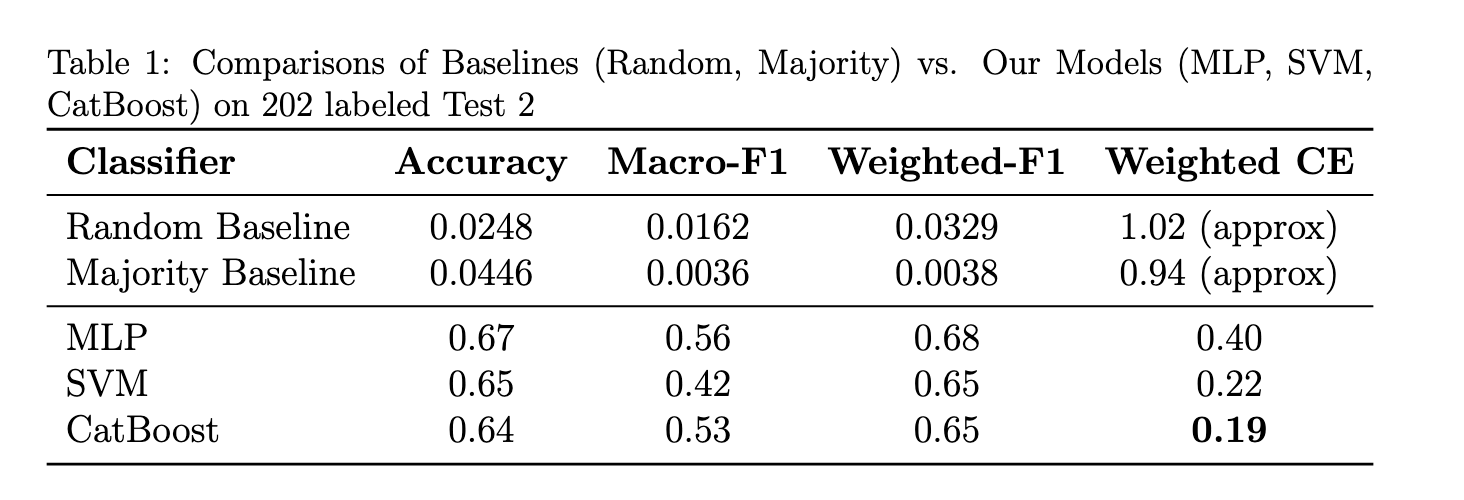 Table 1: Comparisons of Baselines (Random, Majority) vs. Our Models (MLP, SVM,
CatBoost) on 202 labeled Test 2
Classifier Accuracy Macro-F1 Weighted-F1 Weighted CE
Random Baseline 0.0248 0.0162 0.0329 1.02 (approx)
Majority Baseline 0.0446 0.0036 0.0038 0.94 (approx)
MLP 0.67 0.56 0.68 0.40
SVM 0.65 0.42 0.65 0.22
CatBoost 0.64 0.53 0.65 0.19